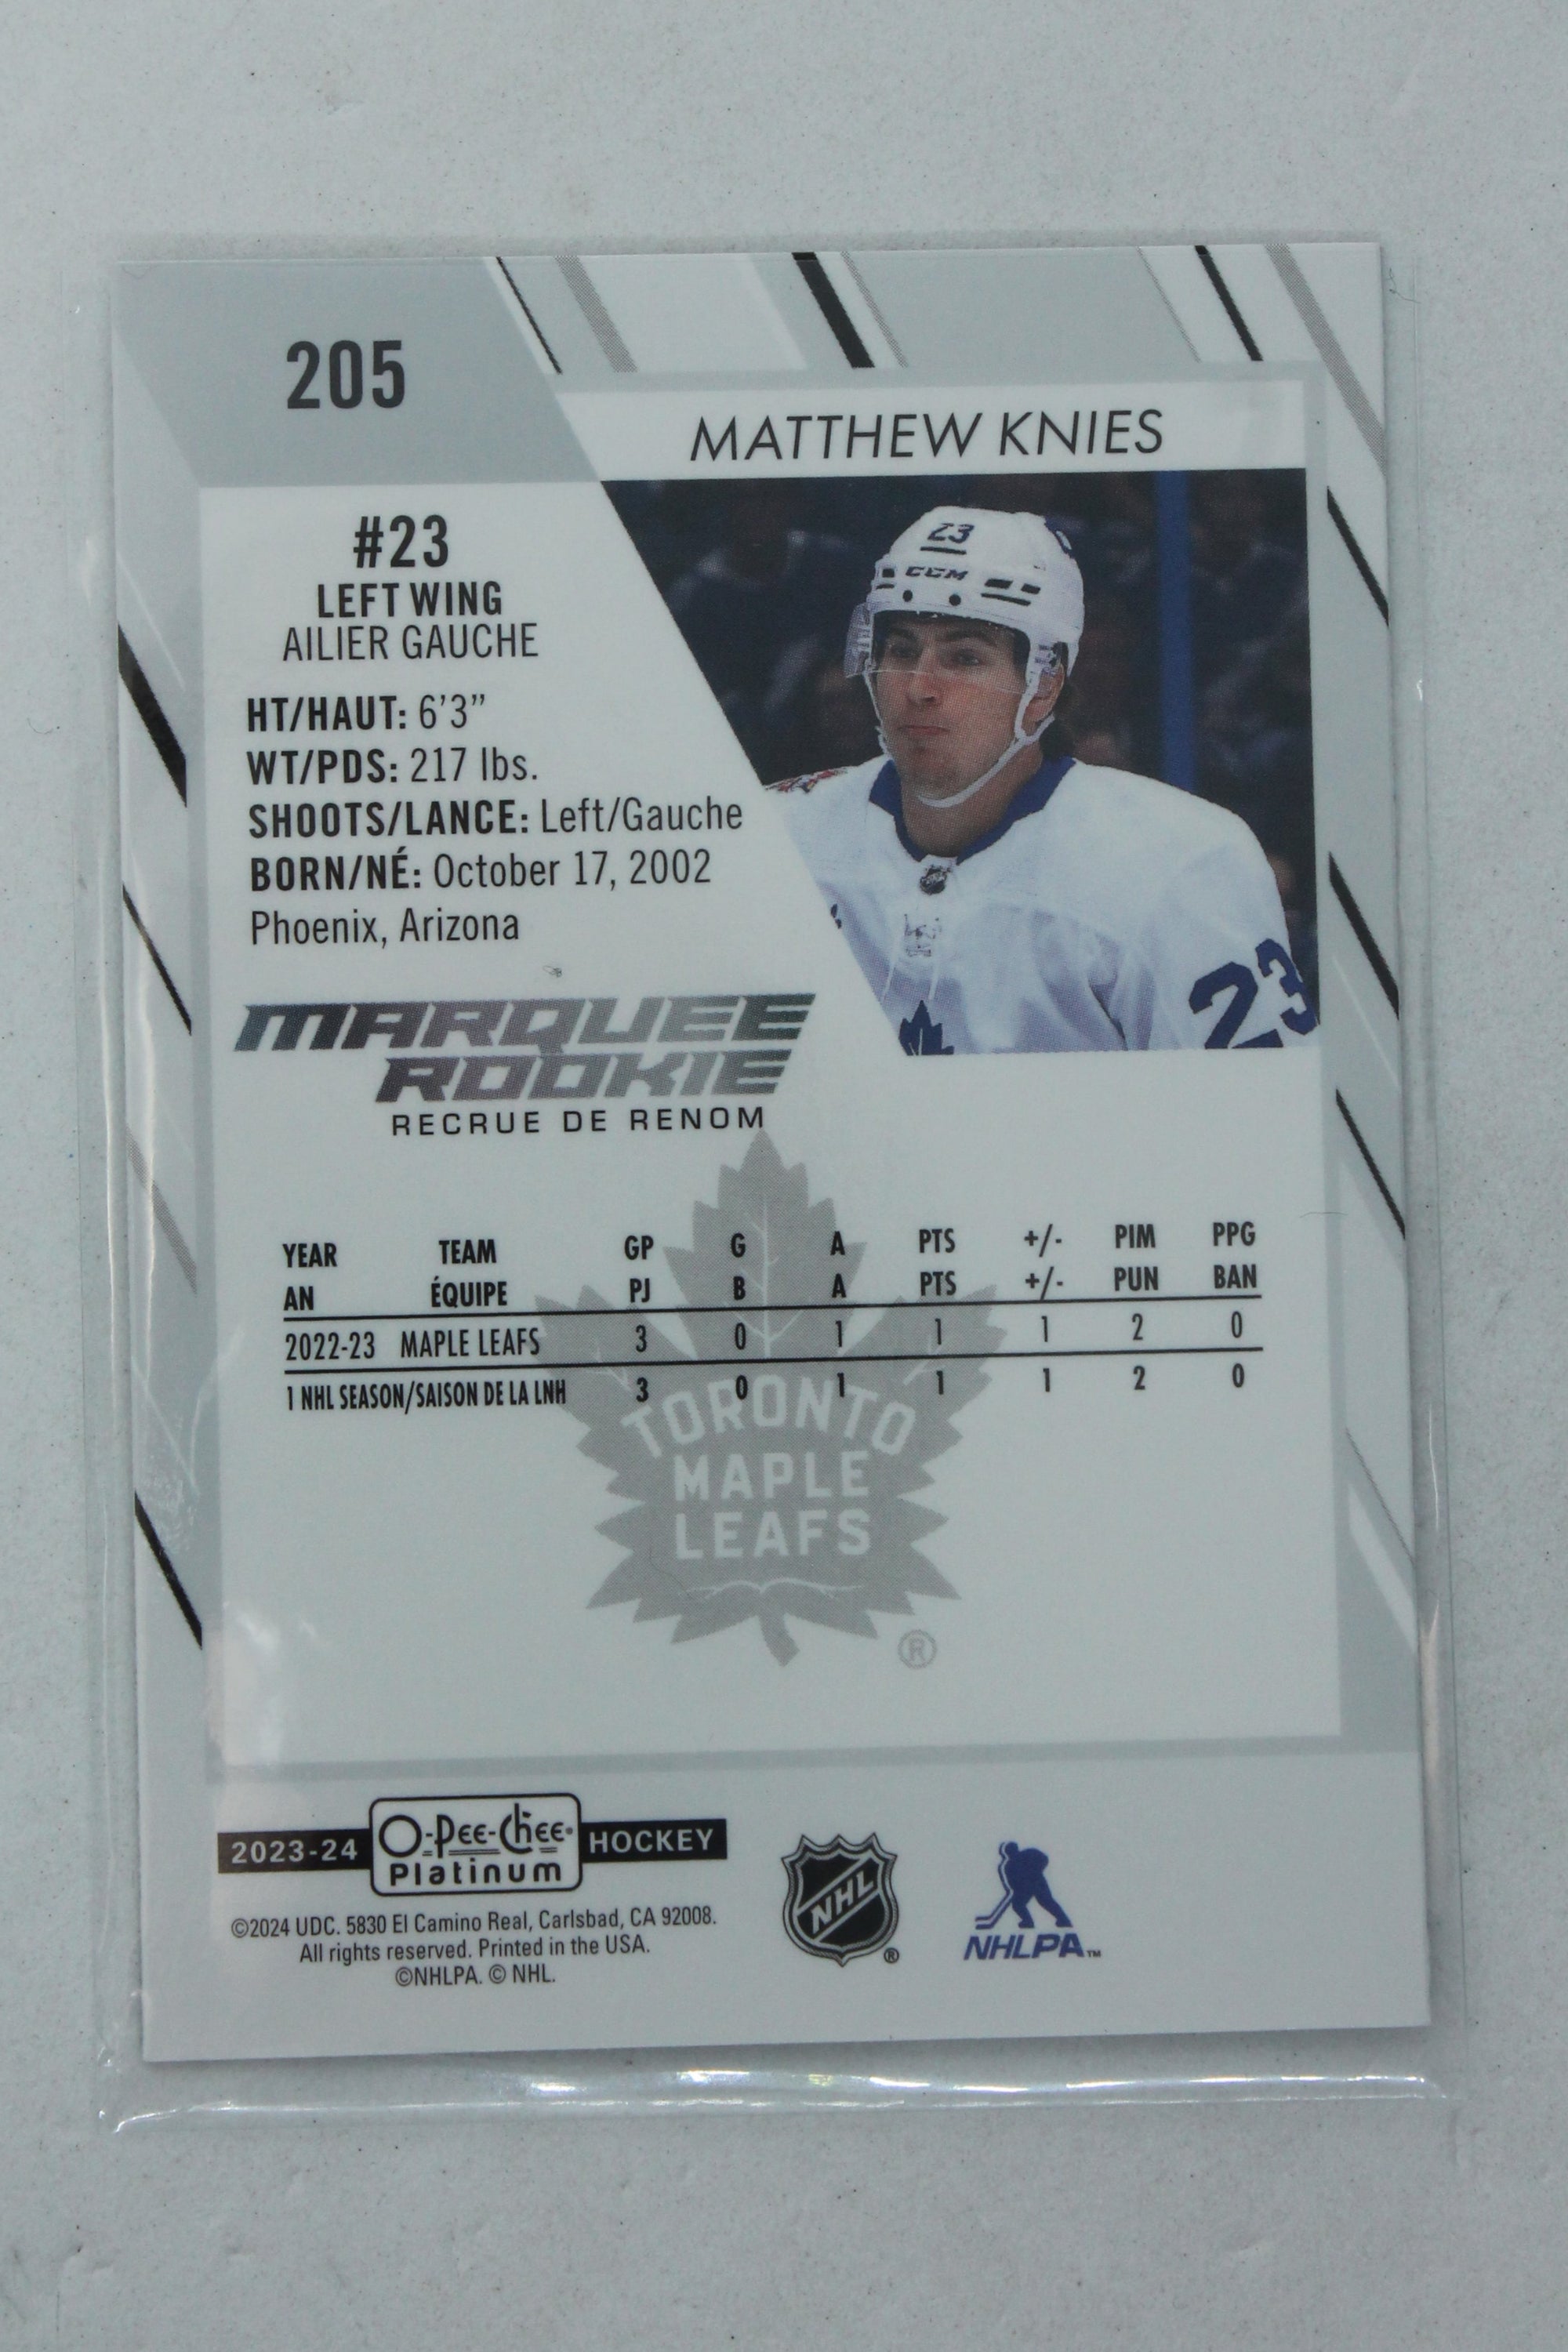 205
MATTHEW KNIES
#23
LEFT WING
AILIER GAUCHE
HT/HAUT: 6'3"
WT/PDS: 217 lbs.
SHOOTS/LANCE: Left/Gauche
BORN/NÉ: October 17, 2002
Phoenix, Arizona
23
CCM
23
MARQUEE
ROOKIE
RECRUE DE RENOM
YEAR TEAM GP G A PTS +/- PIM PPG
AN ÉQUIPE PJ B A PTS +/- PUN BAN
2022-23 MAPLE LEAFS 3 0 1 1 1 2 0
1 NHL SEASON/SAISON DE LA LNH 3 0 1 1 1 2 0
TORONTO
MAPLE
LEAFS
®
2023-24 O-Pee-Chee® HOCKEY
Platinum
©2024 UDC. 5830 El Camino Real, Carlsbad, CA 92008.
All rights reserved. Printed in the USA.
©NHLPA. © NHL.
NHL ®
NHLPA™